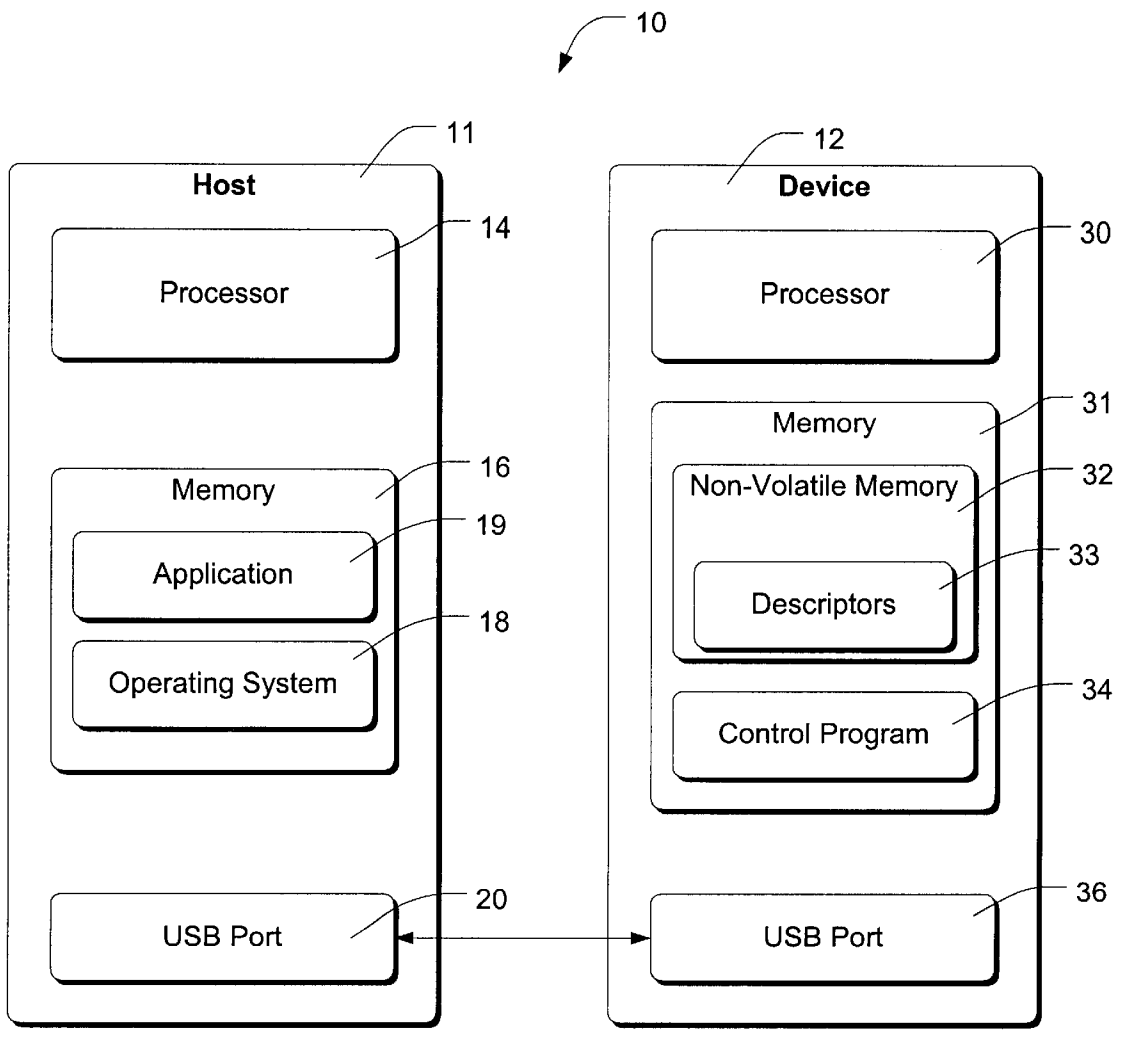 10
11
Host
14
Processor
16
Memory
19
Application
18
Operating System
20
USB Port
12
Device
30
Processor
31
Memory
32
Non-Volatile Memory
33
Descriptors
34
Control Program
36
USB Port